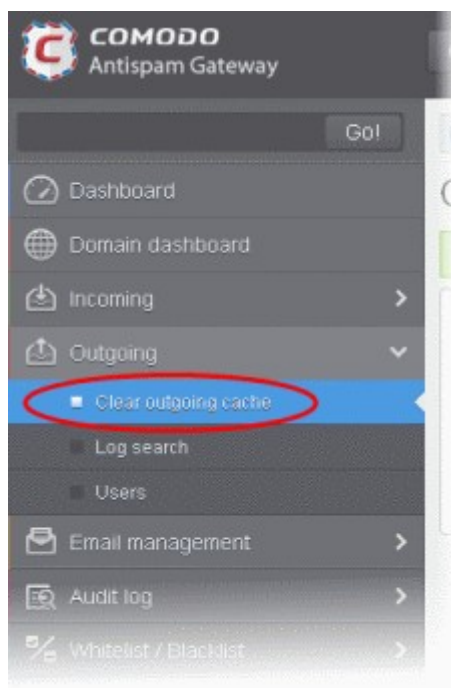 COMODO
Antispam Gateway
Go!
Dashboard
Domain dashboard
Incoming
Outgoing
Clear outgoing cache
Log search
Users
Email management
Audit log
Whitelist / Blacklist